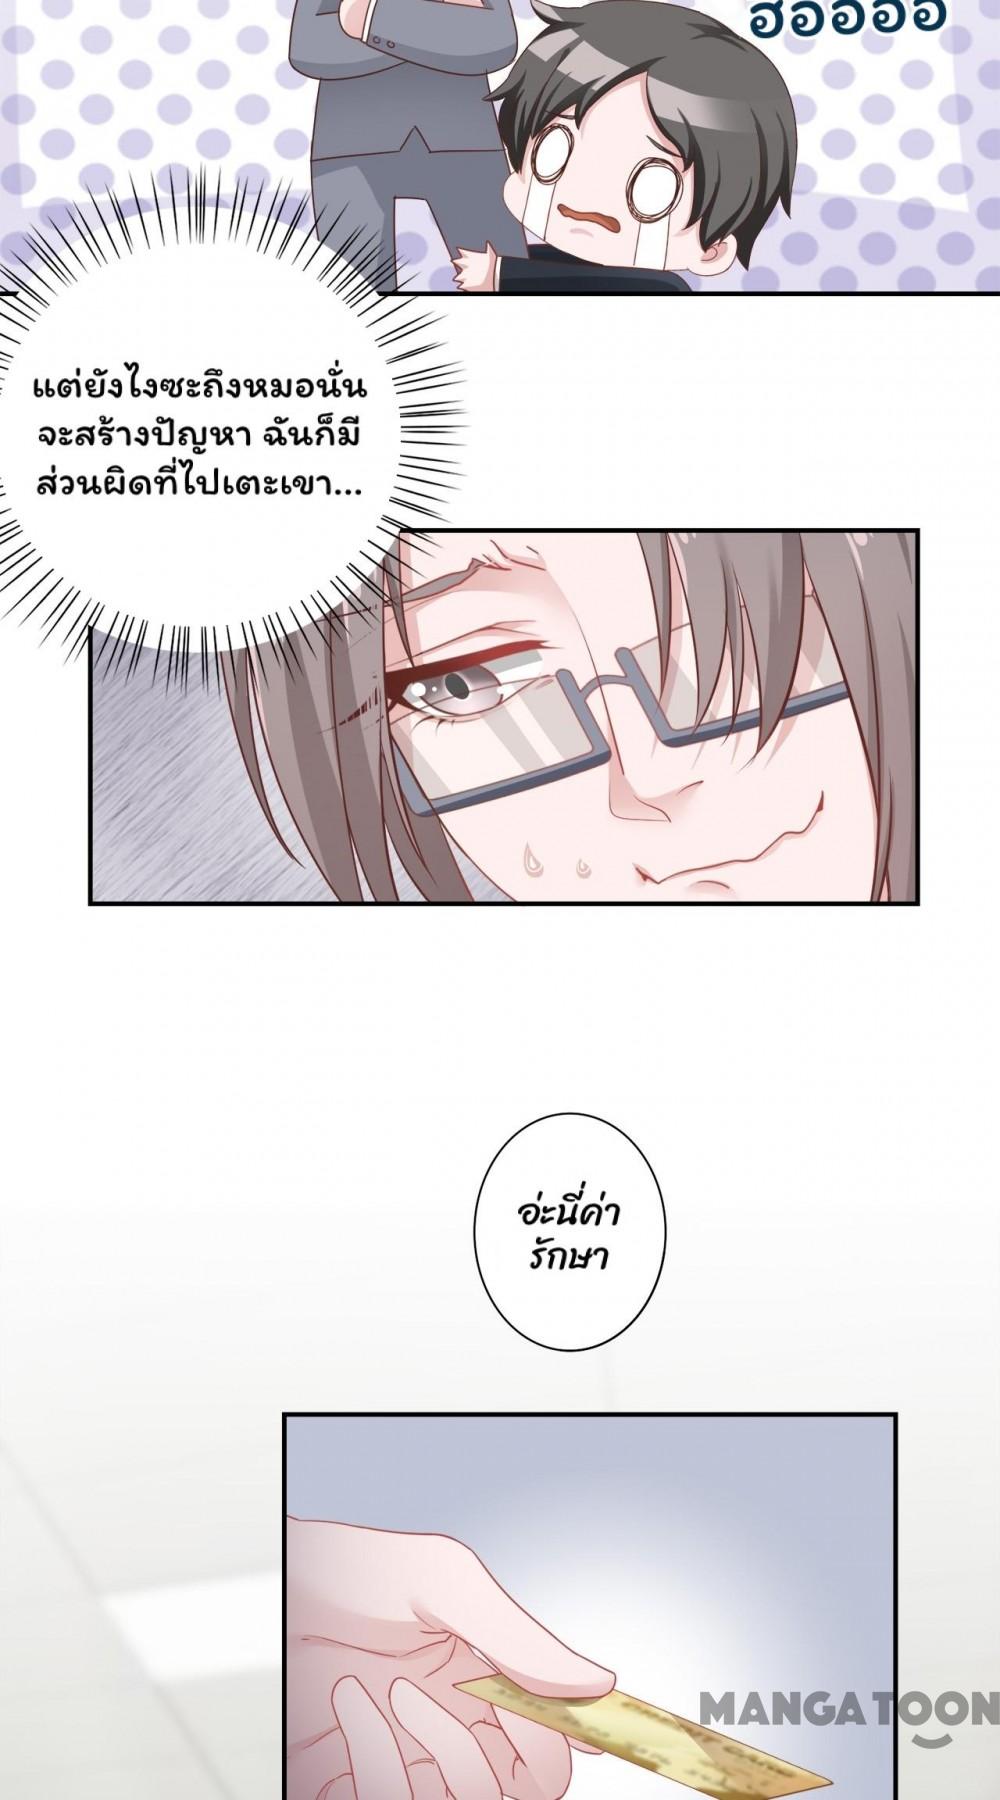 ฮืออออ
แต่ยังไงซะถึงหมอนั่น
จะสร้างปัญหา ฉันก็มี
ส่วนผิดที่ไปเตะเขา...
อ่ะนี่ค่า
รักษา
MANGATOON